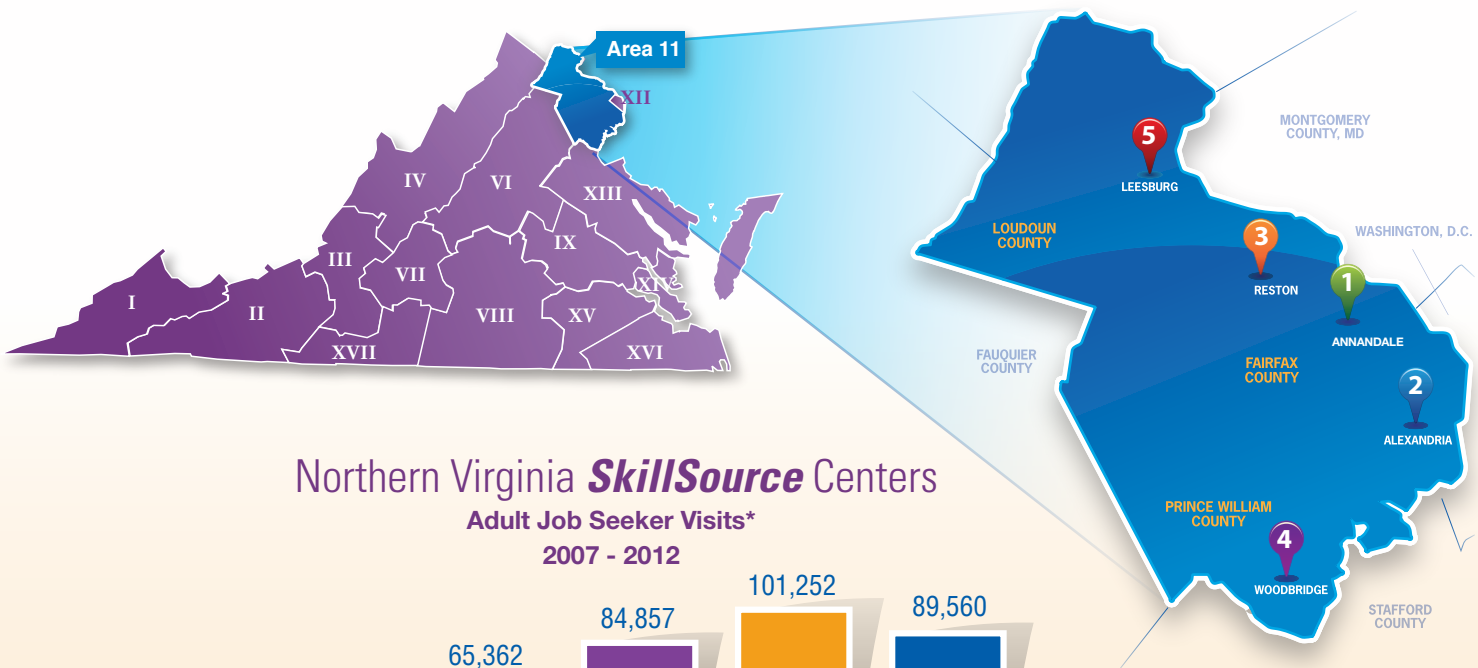 Area 11
XII
IV
VI
XIII
III
IX
VII
XIV
I
II
VIII
XV
XVII
XVI
5
LEESBURG
MONTGOMERY
COUNTY, MD
LOUDOUN
COUNTY
3
RESTON
WASHINGTON, D.C.
1
ANNANDALE
FAUQUIER
COUNTY
FAIRFAX
COUNTY
2
ALEXANDRIA
PRINCE WILLIAM
COUNTY
4
WOODBRIDGE
STAFFORD
COUNTY
Northern Virginia SkillSource Centers
Adult Job Seeker Visits*
2007 - 2012
65,362
84,857
101,252
89,560